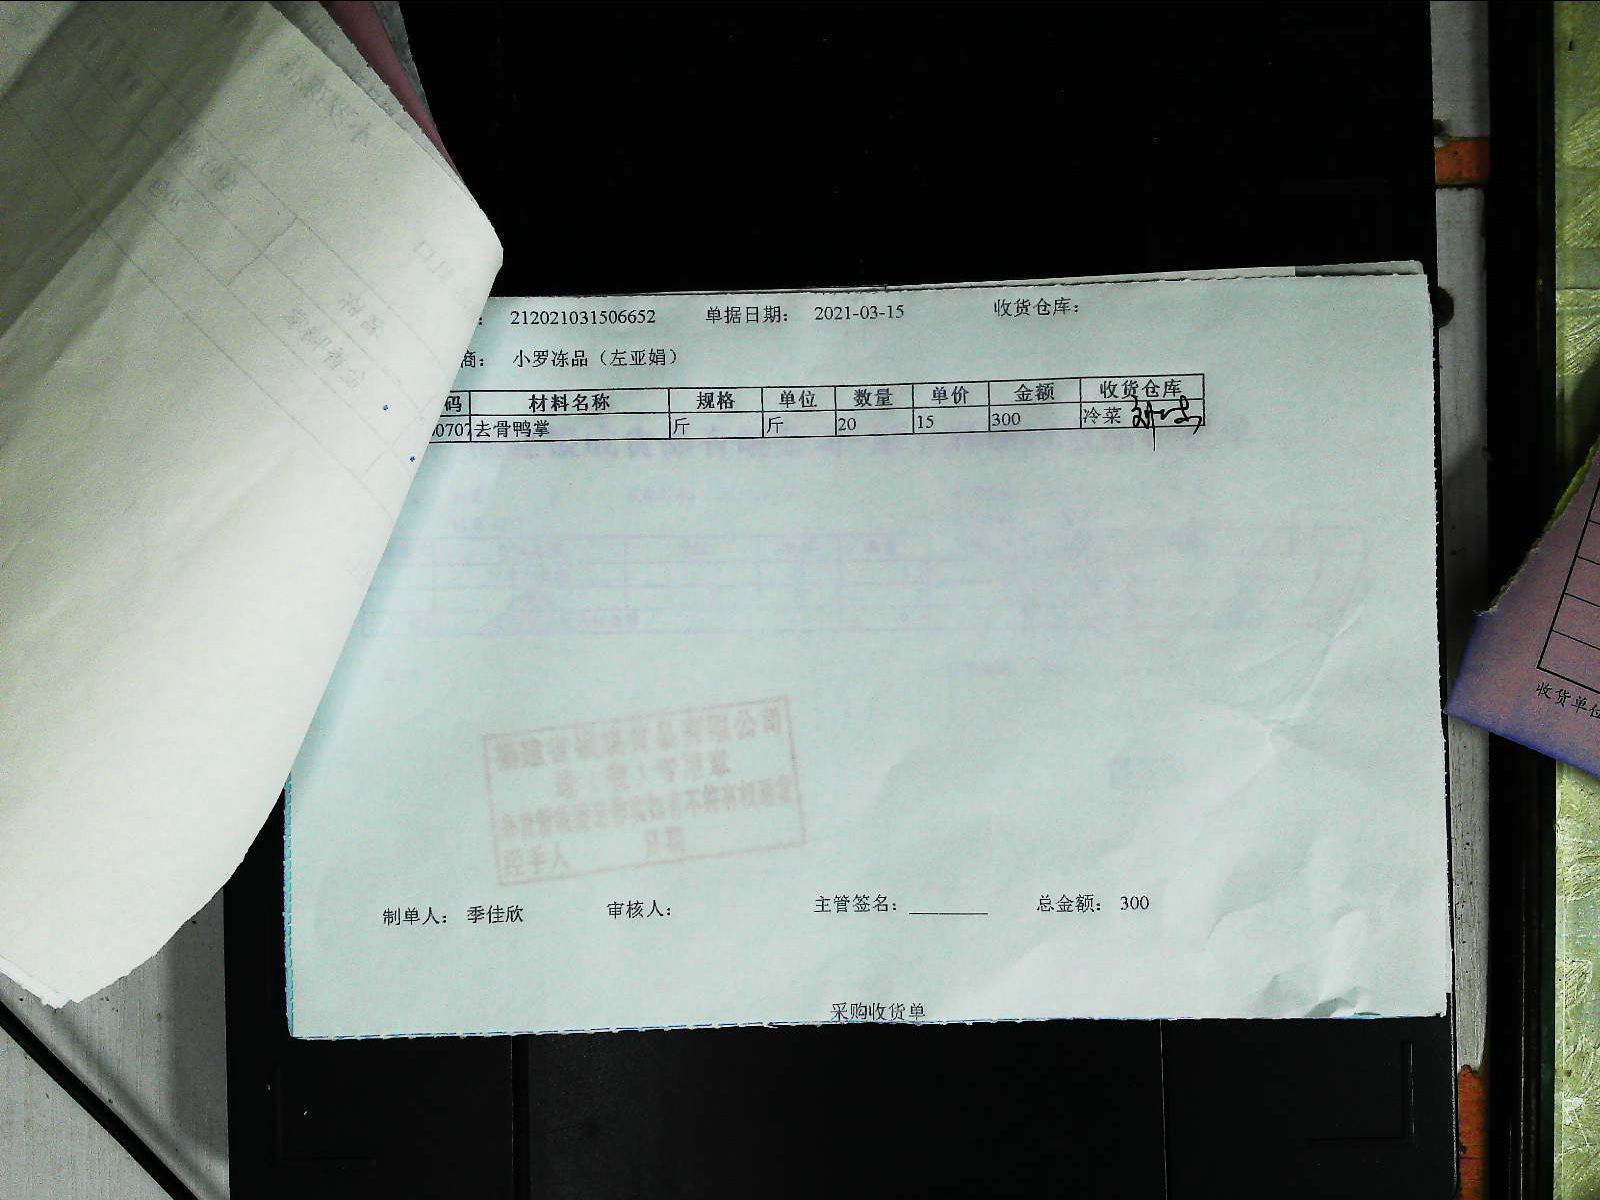 ： 212021031506652 单据日期： 2021-03-15 收货仓库：
商： 小罗冻品（左亚娟）
码 材料名称 规格 单位 数量 单价 金额 收货仓库
0707 去骨鸭掌 斤 斤 20 15 300 冷菜
经手人
制单人： 季佳欣 审核人： 主管签名： 总金额： 300
采购收货单
收货单位